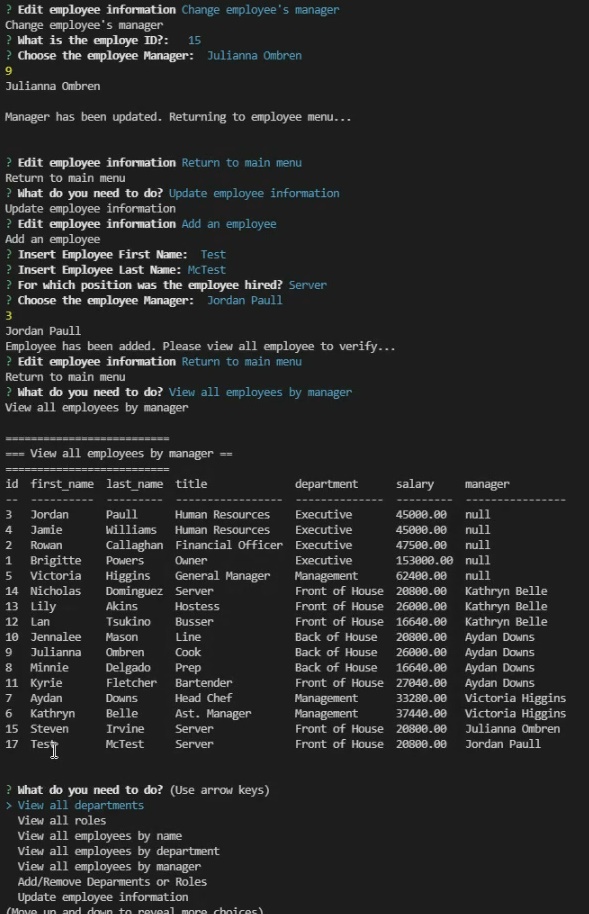 ? Edit employee information Change employee's manager
Change employee's manager
? What is the employe ID?:   15
? Choose the employee Manager:  Julianna Ombren
9
Julianna Ombren
Manager has been updated. Returning to employee menu...
? Edit employee information Return to main menu
Return to main menu
? What do you need to do? Update employee information
Update employee information
? Edit employee information Add an employee
Add an employee
? Insert Employee First Name:  Test
? Insert Employee Last Name: McTest
? For which position was the employee hired? Server
? Choose the employee Manager:  Jordan Paull
3
Jordan Paull
Employee has been added. Please view all employee to verify...
? Edit employee information Return to main menu
Return to main menu
? What do you need to do? View all employees by manager
View all employees by manager
==========================
=== View all employees by manager ==
==========================
id  first_name  last_name  title              department      salary     manager
--  ----------  ---------  -----------------  --------------  ---------  ----------------
3   Jordan      Paull      Human Resources    Executive       45000.00   null
4   Jamie       Williams   Human Resources    Executive       45000.00   null
2   Rowan       Callaghan  Financial Officer  Executive       47500.00   null
1   Brigitte    Powers     Owner              Executive       153000.00  null
5   Victoria    Higgins    General Manager    Management      62400.00   null
14  Nicholas    Dominguez  Server             Front of House  20800.00   Kathryn Belle
13  Lily        Akins      Hostess            Front of House  26000.00   Kathryn Belle
12  Lan         Tsukino    Busser             Front of House  16640.00   Kathryn Belle
10  Jennalee    Mason      Line               Back of House   20800.00   Aydan Downs
9   Julianna    Ombren     Cook               Back of House   26000.00   Aydan Downs
8   Minnie      Delgado    Prep               Back of House   16640.00   Aydan Downs
11  Kyrie       Fletcher   Bartender          Front of House  27040.00   Aydan Downs
7   Aydan       Downs      Head Chef          Management      33280.00   Victoria Higgins
6   Kathryn     Belle      Ast. Manager       Management      37440.00   Victoria Higgins
15  Steven      Irvine     Server             Front of House  20800.00   Julianna Ombren
17  Test        McTest     Server             Front of House  20800.00   Jordan Paull
? What do you need to do? (Use arrow keys)
> View all departments
  View all roles
  View all employees by name
  View all employees by department
  View all employees by manager
  Add/Remove Deparments or Roles
  Update employee information
(Move up and down to reveal more choices)